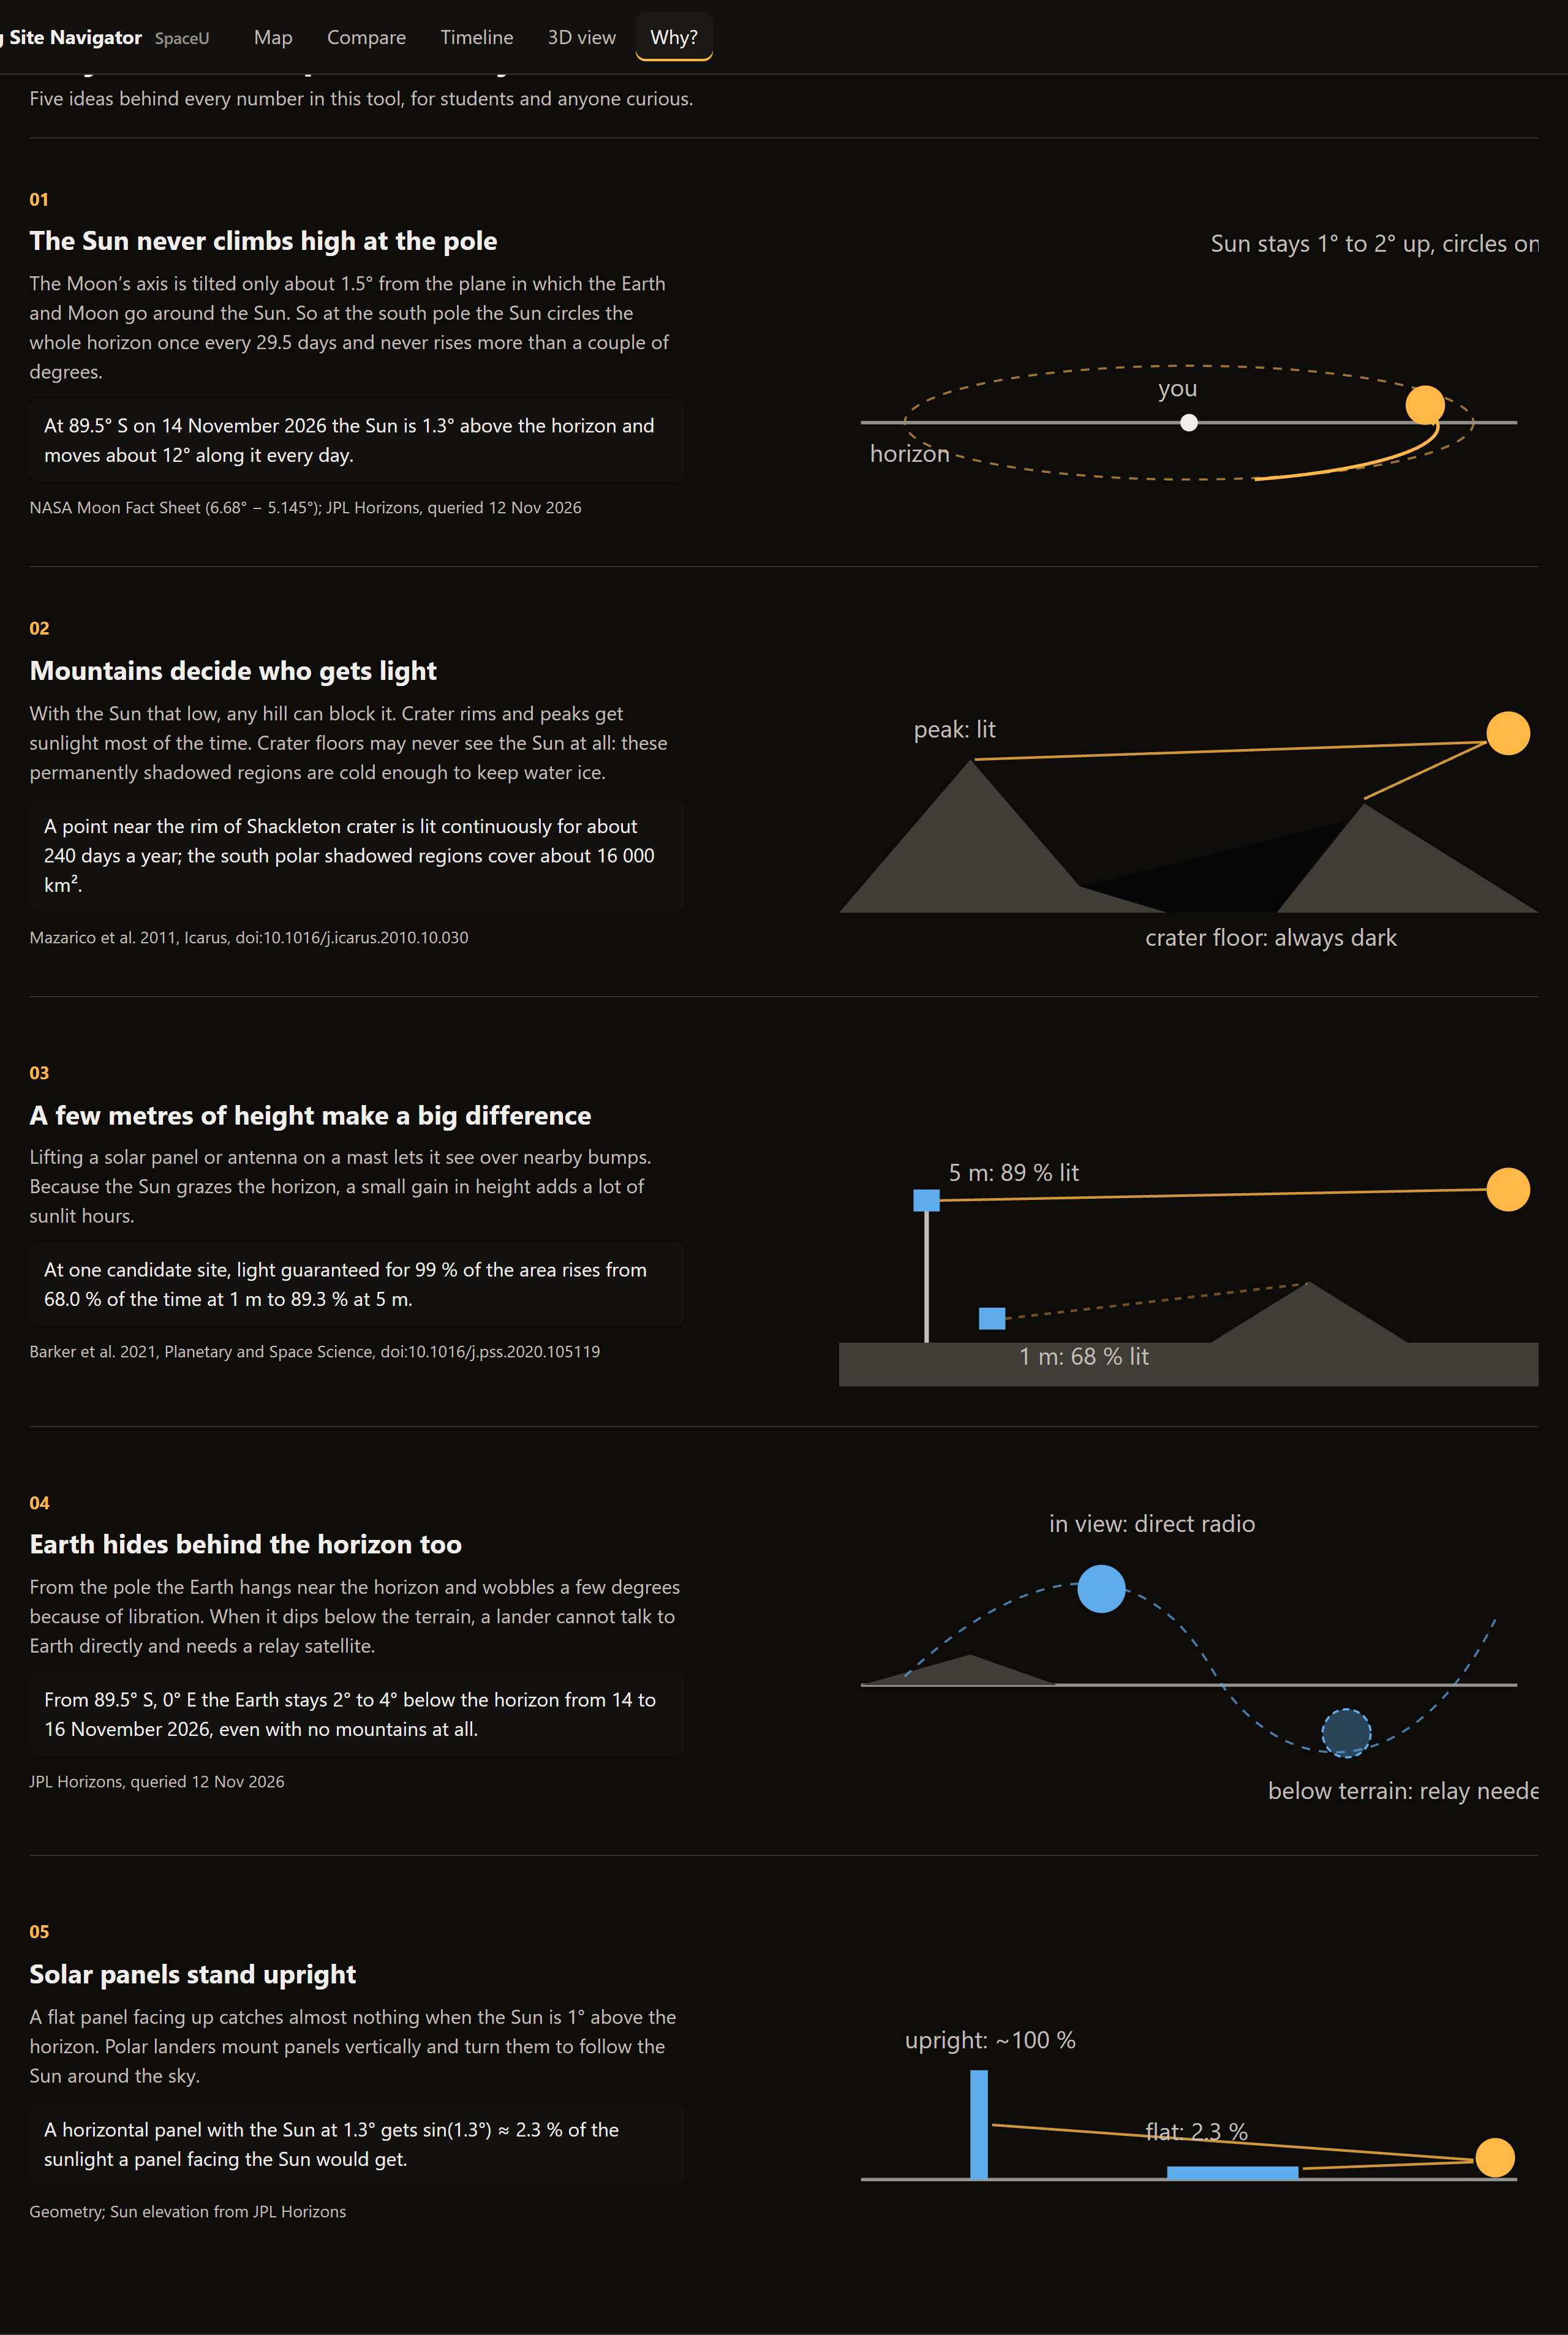 Site Navigator SpaceU Map Compare Timeline 3D view Why?
Five ideas behind every number in this tool, for students and anyone curious.
01
The Sun never climbs high at the pole
The Moon’s axis is tilted only about 1.5° from the plane in which the Earth
and Moon go around the Sun. So at the south pole the Sun circles the
whole horizon once every 29.5 days and never rises more than a couple of
degrees.
At 89.5° S on 14 November 2026 the Sun is 1.3° above the horizon and
moves about 12° along it every day.
NASA Moon Fact Sheet (6.68° − 5.145°); JPL Horizons, queried 12 Nov 2026
Sun stays 1° to 2° up, circles on
you
horizon
02
Mountains decide who gets light
With the Sun that low, any hill can block it. Crater rims and peaks get
sunlight most of the time. Crater floors may never see the Sun at all: these
permanently shadowed regions are cold enough to keep water ice.
A point near the rim of Shackleton crater is lit continuously for about
240 days a year; the south polar shadowed regions cover about 16 000
km².
Mazarico et al. 2011, Icarus, doi:10.1016/j.icarus.2010.10.030
peak: lit
crater floor: always dark
03
A few metres of height make a big difference
Lifting a solar panel or antenna on a mast lets it see over nearby bumps.
Because the Sun grazes the horizon, a small gain in height adds a lot of
sunlit hours.
At one candidate site, light guaranteed for 99 % of the area rises from
68.0 % of the time at 1 m to 89.3 % at 5 m.
Barker et al. 2021, Planetary and Space Science, doi:10.1016/j.pss.2020.105119
5 m: 89 % lit
1 m: 68 % lit
04
Earth hides behind the horizon too
From the pole the Earth hangs near the horizon and wobbles a few degrees
because of libration. When it dips below the terrain, a lander cannot talk to
Earth directly and needs a relay satellite.
From 89.5° S, 0° E the Earth stays 2° to 4° below the horizon from 14 to
16 November 2026, even with no mountains at all.
JPL Horizons, queried 12 Nov 2026
in view: direct radio
below terrain: relay neede
05
Solar panels stand upright
A flat panel facing up catches almost nothing when the Sun is 1° above the
horizon. Polar landers mount panels vertically and turn them to follow the
Sun around the sky.
A horizontal panel with the Sun at 1.3° gets sin(1.3°) ≈ 2.3 % of the
sunlight a panel facing the Sun would get.
Geometry; Sun elevation from JPL Horizons
upright: ~100 %
flat: 2.3 %